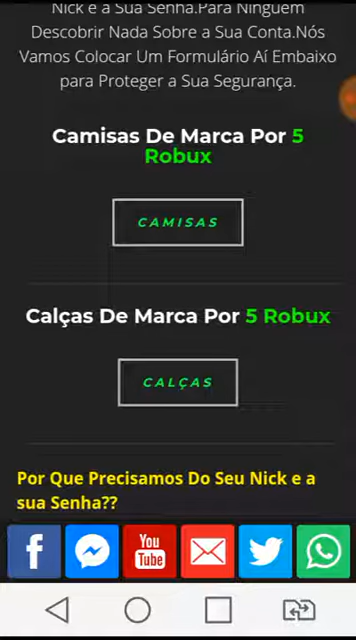 Nick e a Sua Senha.Para Ninguém
Descobrir Nada Sobre a Sua Conta.Nós
Vamos Colocar Um Formulário Aí Embaixo
para Proteger a Sua Segurança.
Camisas De Marca Por 5
Robux
CAMISAS
Calças De Marca Por 5 Robux
CALÇAS
Por Que Precisamos Do Seu Nick e a
sua Senha??
You
Tube